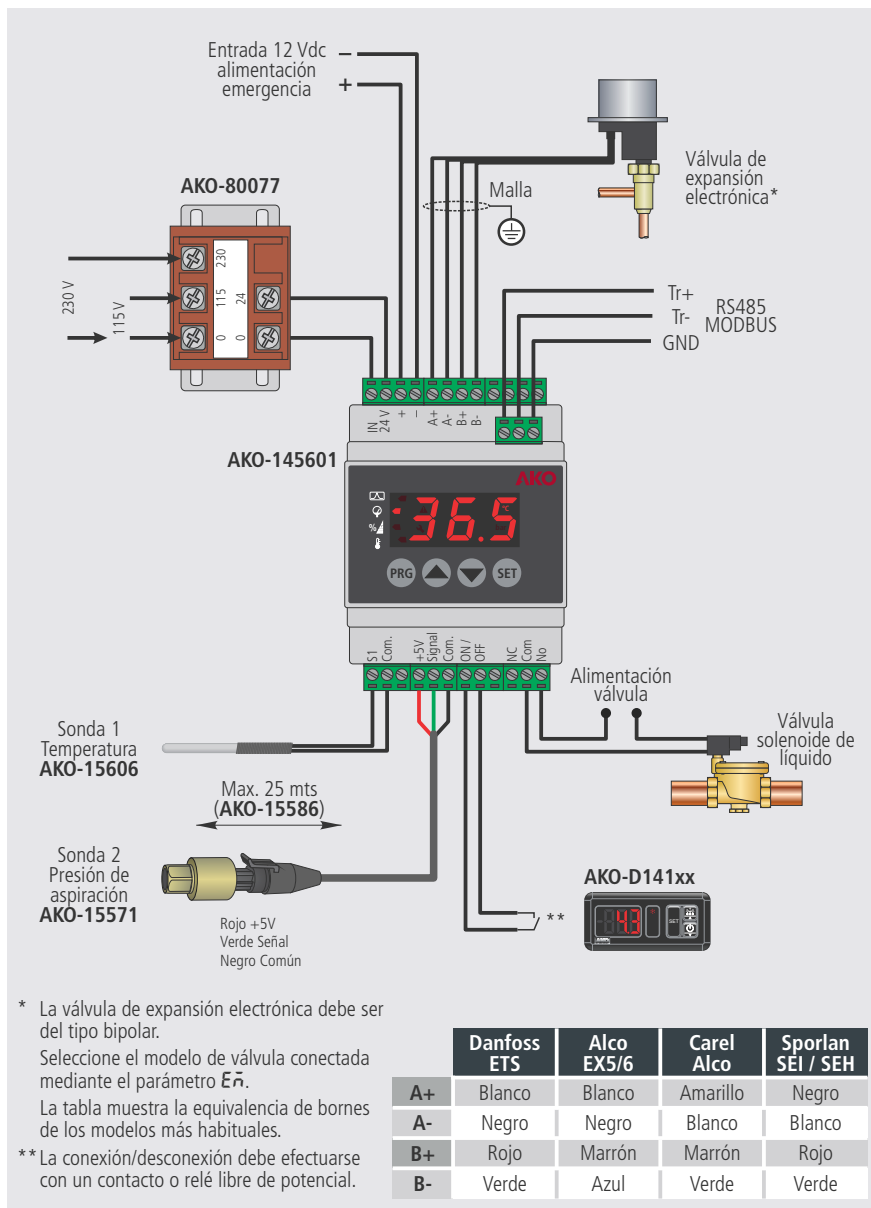 Entrada 12 Vdc
alimentación
emergencia
–
+
AKO-80077
230 V
115 V
230
115
24
0
0
Malla
Válvula de
expansión
electrónica*
Tr+
Tr-
GND
RS485
MODBUS
IN
24 V
+
–
A+
A-
B+
B-
AKO-145601
AKO
%
36.5
°C
PRG
SET
S1
Com.
+5V
Signal
Com.
ON /
OFF
NC
Com
No
Alimentación
válvula
Válvula
solenoide de
líquido
Sonda 1
Temperatura
AKO-15606
Max. 25 mts
(AKO-15586)
Sonda 2
Presión de
aspiración
AKO-15571
Rojo +5V
Verde Señal
Negro Común
**
AKO-D141xx
4.3
SET
* La válvula de expansión electrónica debe ser
del tipo bipolar.
Seleccione el modelo de válvula conectada
mediante el parámetro En.
La tabla muestra la equivalencia de bornes
de los modelos más habituales.
** La conexión/desconexión debe efectuarse
con un contacto o relé libre de potencial.
Danfoss ETS Alco EX5/6 Carel Alco Sporlan SEI / SEH
A+ Blanco Blanco Amarillo Negro
A- Negro Negro Blanco Blanco
B+ Rojo Marrón Marrón Rojo
B- Verde Azul Verde Verde